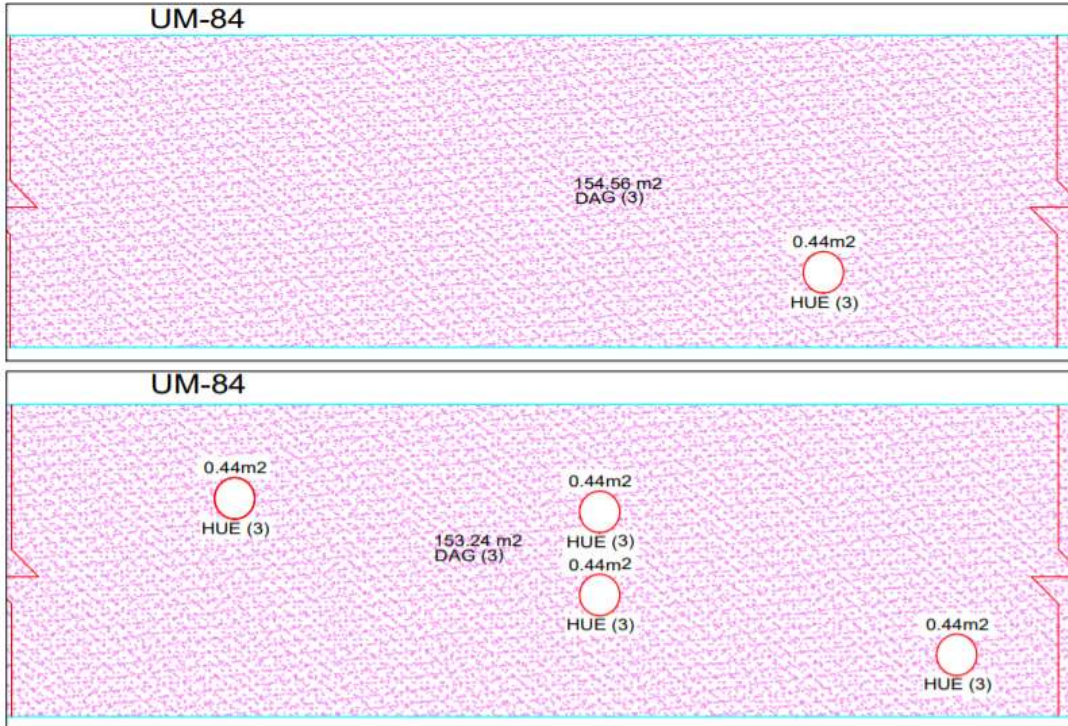 UM-84
154.56 m2
DAG (3)
0.44m2
HUE (3)
UM-84
0.44m2
HUE (3)
0.44m2
HUE (3)
153.24 m2
DAG (3)
0.44m2
HUE (3)
0.44m2
HUE (3)